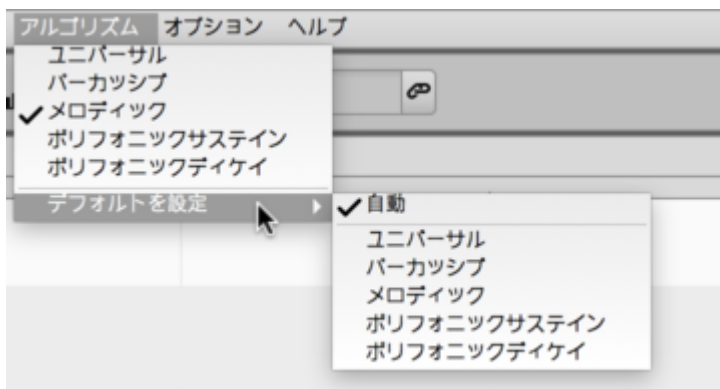 アルゴリズム オプション ヘルプ
ユニバーサル
パーカッシブ
メロディック
ポリフォニックサステイン
ポリフォニックディケイ
デフォルトを設定
自動
ユニバーサル
パーカッシブ
メロディック
ポリフォニックサステイン
ポリフォニックディケイ